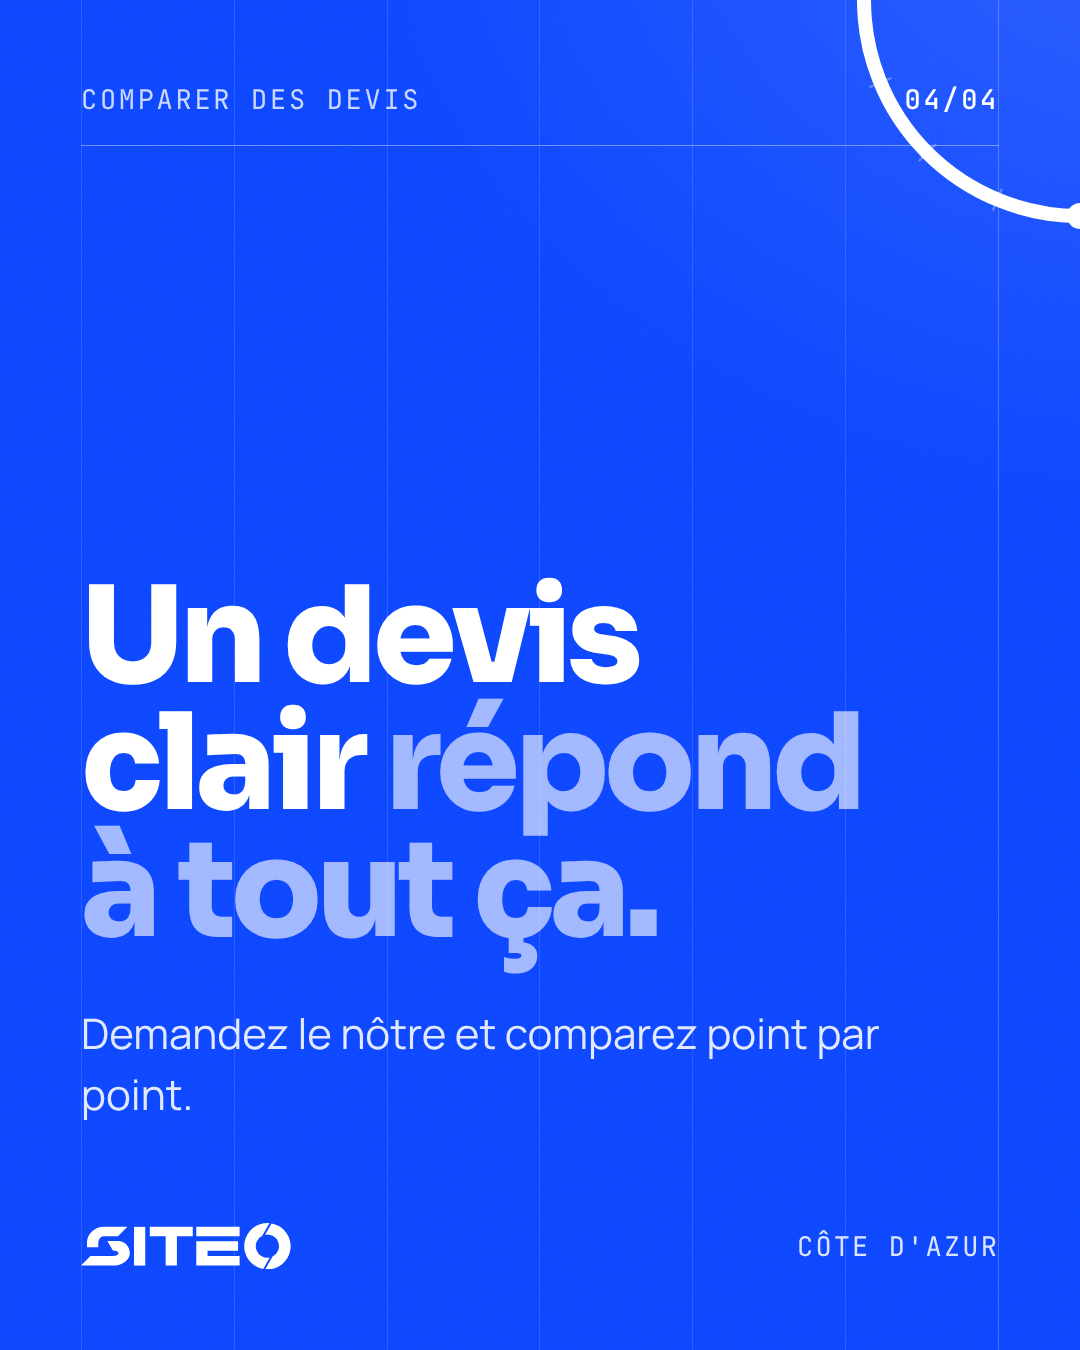 COMPARER DES DEVIS
04/04
Un devis
clair répond
à tout ça.
Demandez le nôtre et comparez point par
point.
SITEO
CÔTE D'AZUR